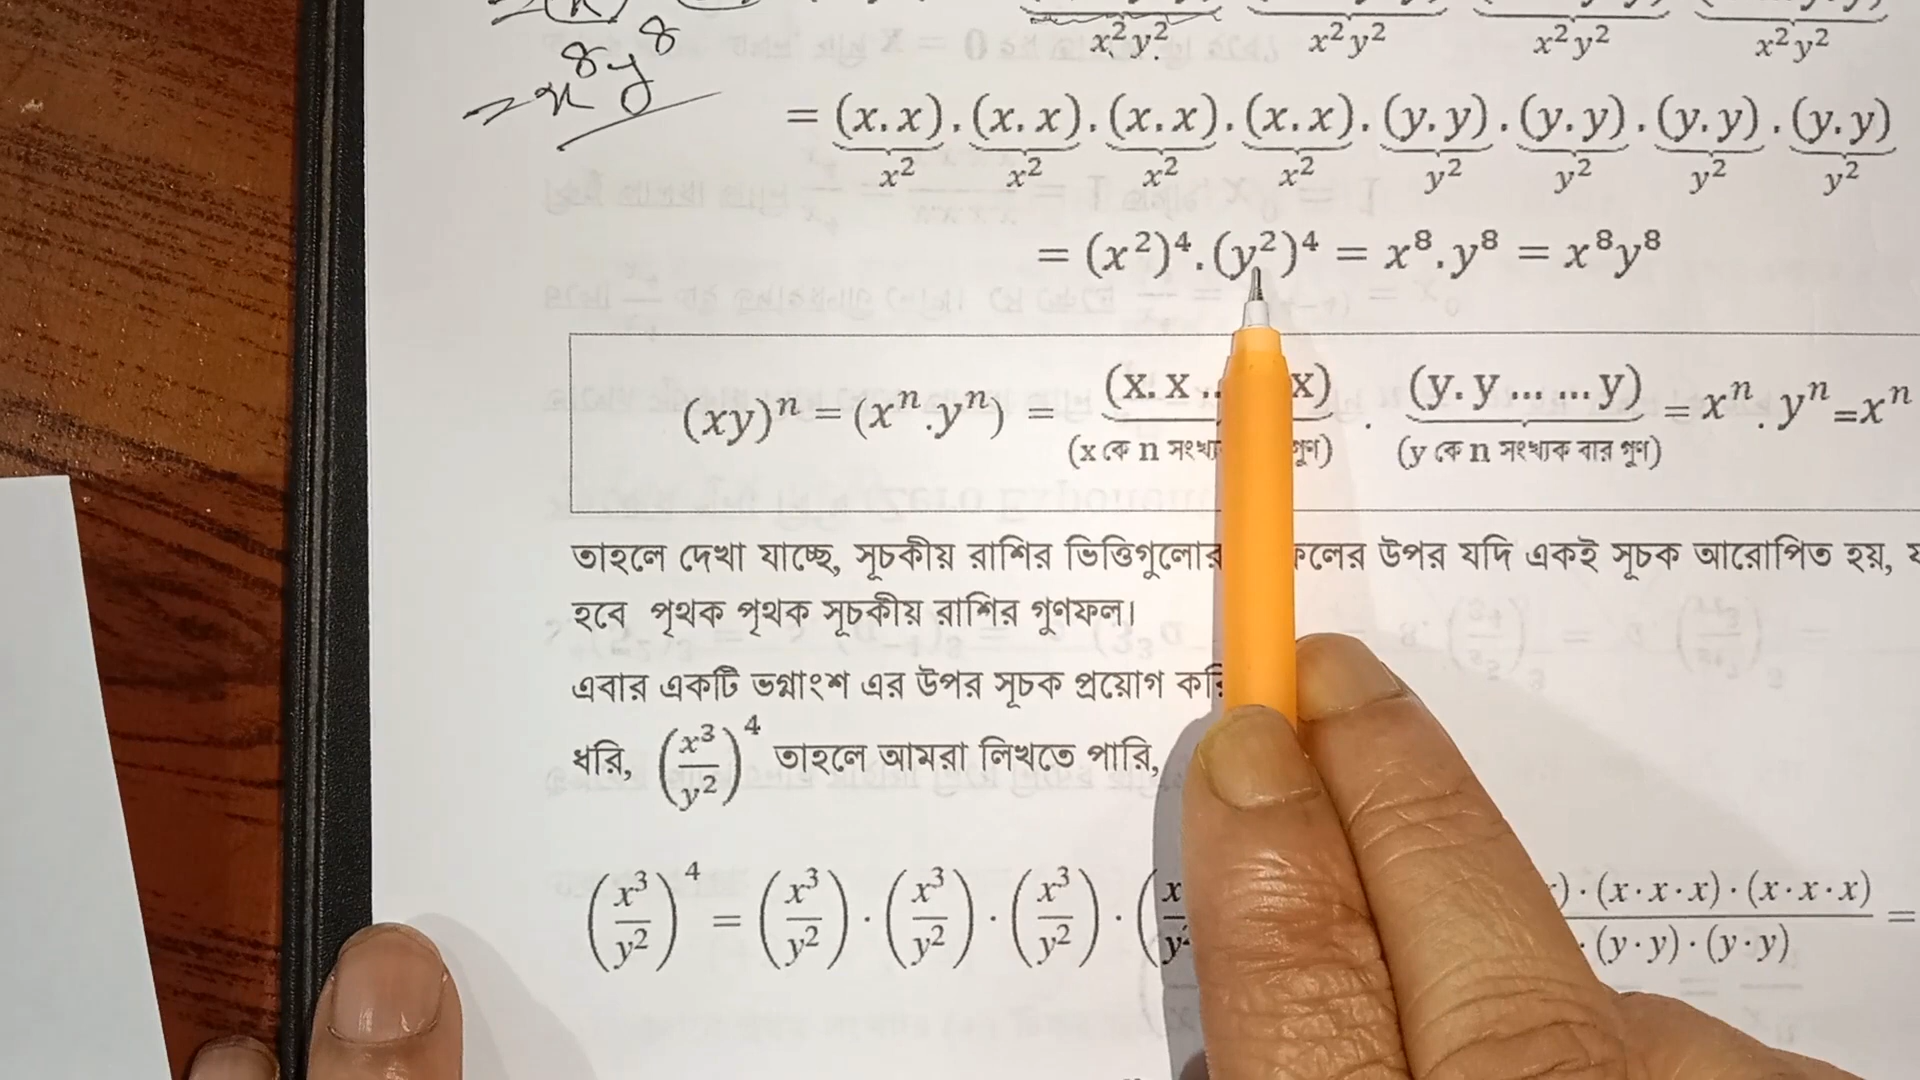 x²y² x²y² x²y² x²y²
= x⁸y⁸
= (x.x).(x.x).(x.x).(x.x).(y.y).(y.y).(y.y).(y.y)
x² x² x² x² y² y² y² y²
= (x²)⁴.(y²)⁴ = x⁸.y⁸ = x⁸y⁸
(xy)ⁿ = (xⁿ.yⁿ) = (x.x.. x) . (y.y... ... y) = xⁿ.yⁿ=xⁿ
(x কে n গুণ) (y কে n সংখ্যক বার গুণ)
তাহলে দেখা যাচ্ছে, সূচকীয় রাশির ভিত্তিগুলোর উপর যদি একই সূচক আরোপিত হয়,
হবে পৃথক পৃথক সূচকীয় রাশির গুণফল।
এবার একটি ভগ্নাংশ এর উপর সূচক প্রয়োগ
ধরি, (x³/y²)⁴ তাহলে আমরা লিখতে পারি,
(x³/y²)⁴ = (x³/y²)·(x³/y²)·(x³/y²)· )·(x·x·x)·(x·x·x) / ·(y·y)·(y·y) =